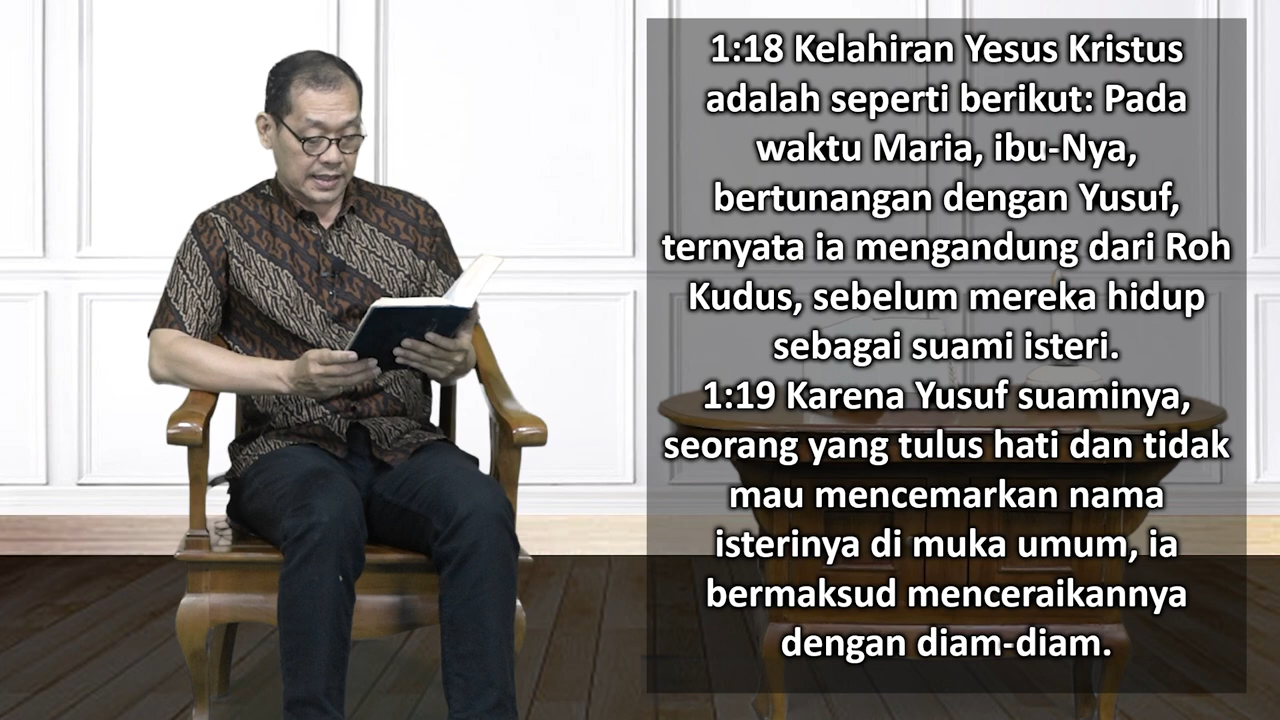 1:18 Kelahiran Yesus Kristus
adalah seperti berikut: Pada
waktu Maria, ibu-Nya,
bertunangan dengan Yusuf,
ternyata ia mengandung dari Roh
Kudus, sebelum mereka hidup
sebagai suami isteri.
1:19 Karena Yusuf suaminya,
seorang yang tulus hati dan tidak
mau mencemarkan nama
isterinya di muka umum, ia
bermaksud menceraikannya
dengan diam-diam.